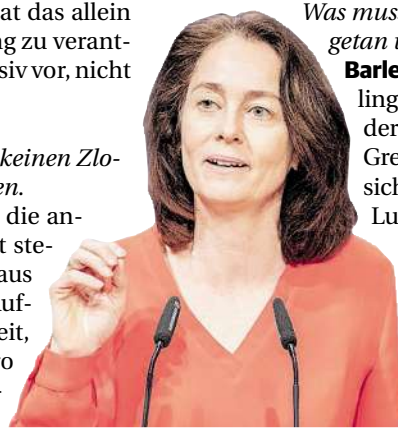 at das allein
ng zu verant-
siv vor, nicht
keinen Zlo-
en.
die an-
t ste-
aus
uf-
eit,
Was mus
getan
Barle
ling
der
Gre
sich
Lu